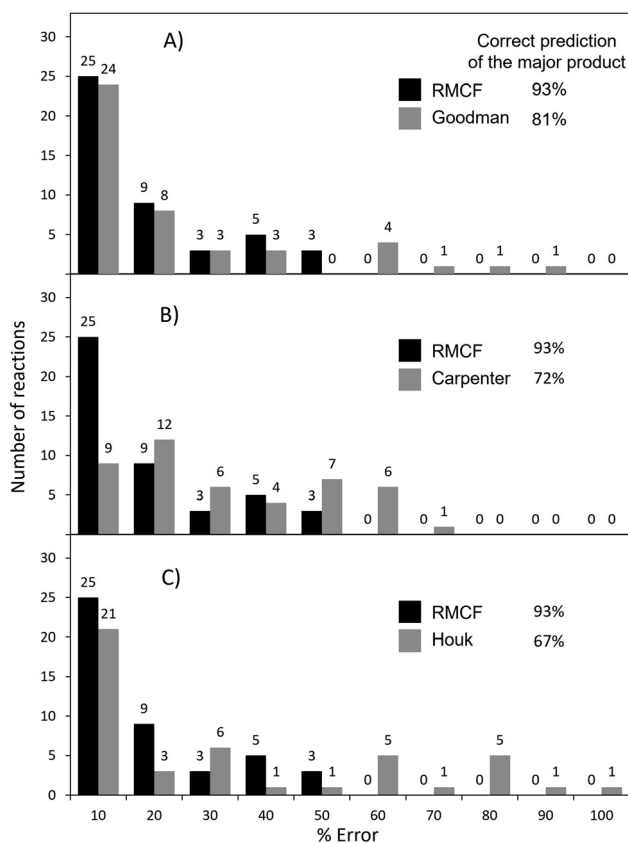 A)
Correct prediction
of the major product
RMCF 93%
Goodman 81%
30
25
20
15
10
5
25 24 9 8 3 3 5 3 3 0 0 4 0 1 0 1 0 1 0 0
B)
RMCF 93%
Carpenter 72%
Number of reactions
30
25
20
15
10
5
25 9 9 12 3 6 5 4 3 7 0 6 0 1 0 0 0 0 0 0
C)
RMCF 93%
Houk 67%
30
25
20
15
10
5
0
25 21 9 3 3 6 5 1 3 1 0 5 0 1 0 5 0 1 0 1
10 20 30 40 50 60 70 80 90 100
% Error